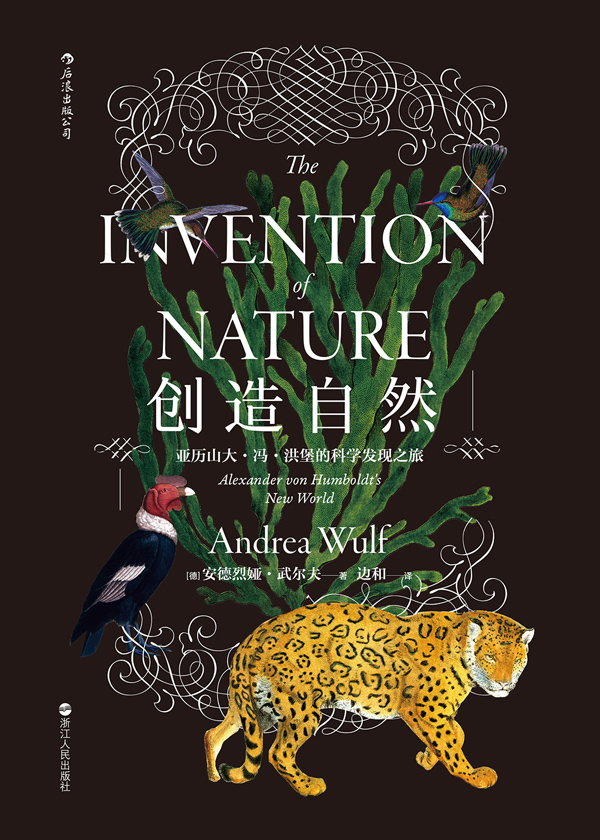 后浪出版公司
The
INVENTION
of
NATURE
创造自然
亚历山大·冯·洪堡的科学发现之旅
Alexander von Humboldt's
New World
Andrea Wulf
[德]安德烈娅·武尔夫——著 边和——译
浙江人民出版社